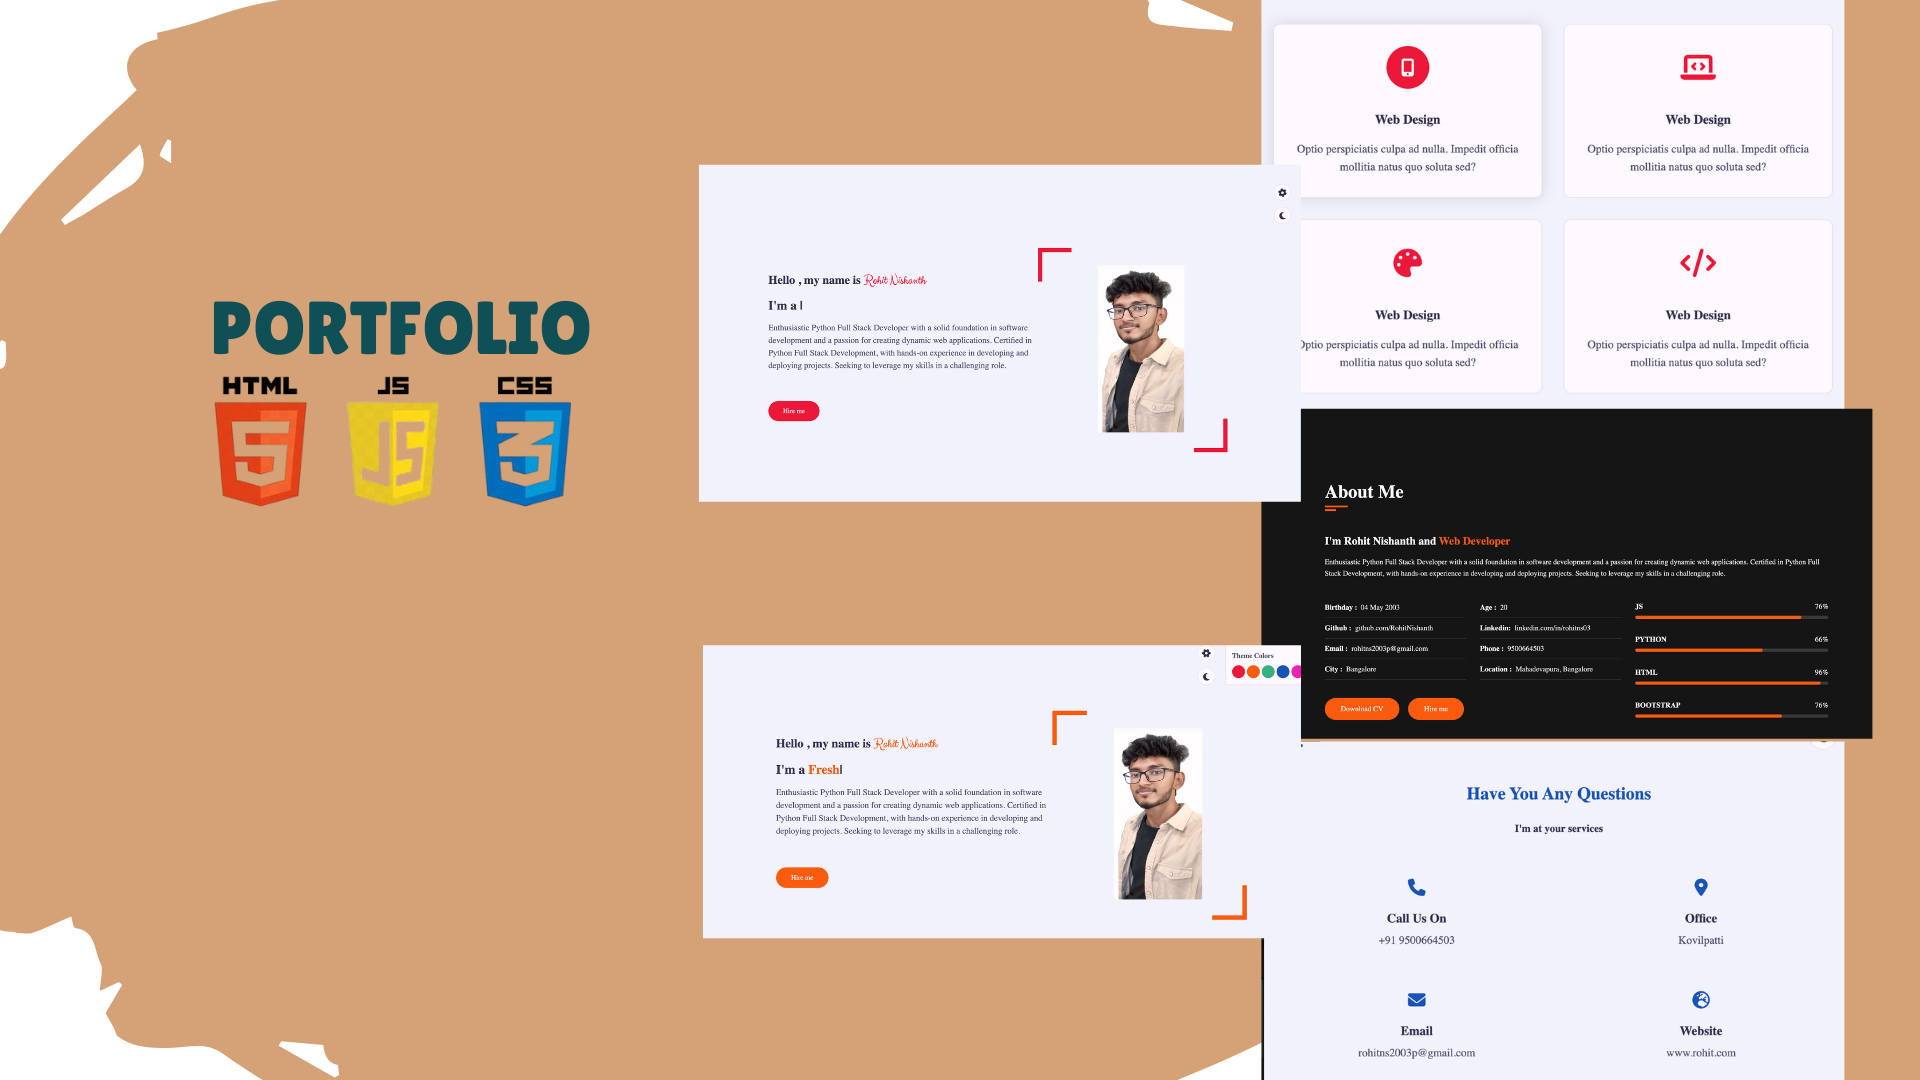 PORTFOLIO
HTML
JS
CSS
5
JS
3
Hello , my name is Rohit Nishanth
I'm a
Enthusiastic Python Full Stack Developer with a solid foundation in software
development and a passion for creating dynamic web applications. Certified in
Python Full Stack Development, with hands-on experience in developing and
deploying projects. Seeking to leverage my skills in a challenging role.
Hire me
Theme Colors
Hello , my name is Rohit Nishanth
I'm a Fresh
Enthusiastic Python Full Stack Developer with a solid foundation in software
development and a passion for creating dynamic web applications. Certified in
Python Full Stack Development, with hands-on experience in developing and
deploying projects. Seeking to leverage my skills in a challenging role.
Hire me
Web Design
Optio perspiciatis culpa ad nulla. Impedit officia
mollitia natus quo soluta sed?
Web Design
Optio perspiciatis culpa ad nulla. Impedit officia
mollitia natus quo soluta sed?
Web Design
Optio perspiciatis culpa ad nulla. Impedit officia
mollitia natus quo soluta sed?
Web Design
Optio perspiciatis culpa ad nulla. Impedit officia
mollitia natus quo soluta sed?
About Me
I'm Rohit Nishanth and Web Developer
Enthusiastic Python Full Stack Developer with a solid foundation in software development and a passion for creating dynamic web applications. Certified in Python Full
Stack Development, with hands-on experience in developing and deploying projects. Seeking to leverage my skills in a challenging role.
Birthday : 04 May 2003
Age : 20
Github : github.com/RohitNishanth
Linkedin: linkedin.com/in/rohitns03
Email : rohitns2003p@gmail.com
Phone : 9500664503
City : Bangalore
Location : Mahadevapura, Bangalore
Download CV
Hire me
JS 76%
PYTHON 66%
HTML 96%
BOOTSTRAP 76%
Have You Any Questions
I'm at your services
Call Us On
+91 9500664503
Office
Kovilpatti
Email
rohitns2003p@gmail.com
Website
www.rohit.com